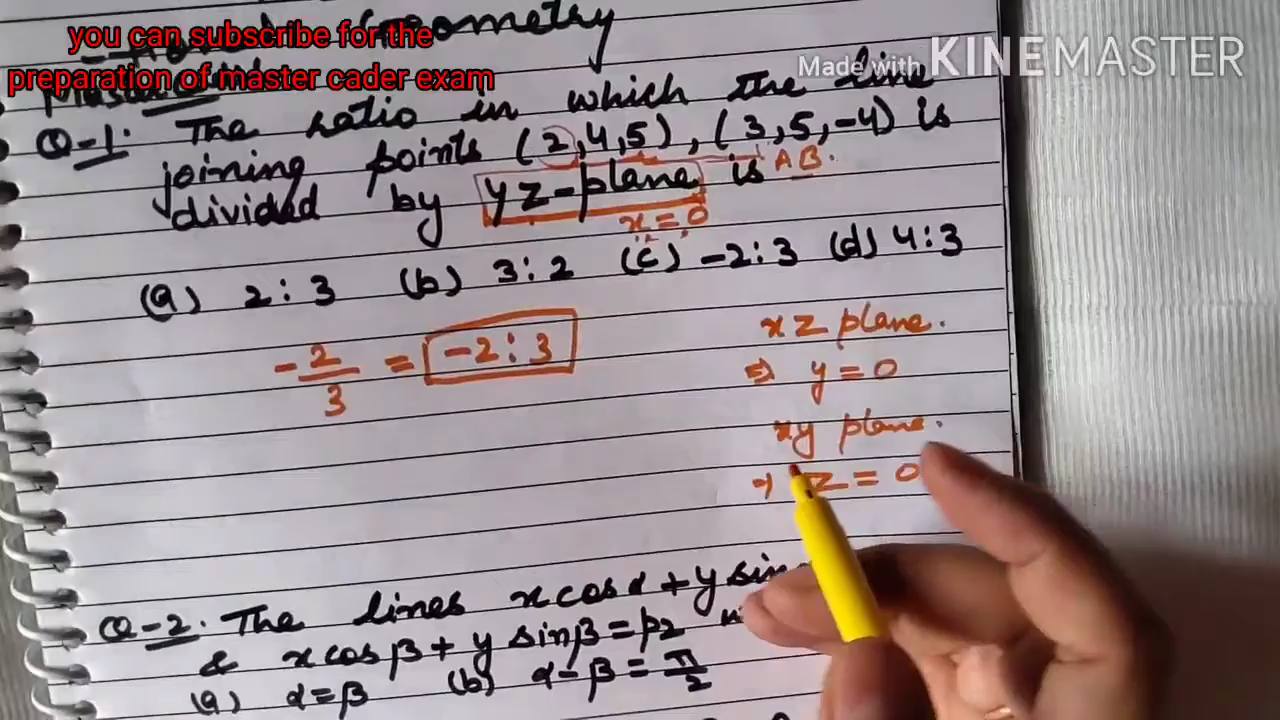 Geometry
you can subscribe for the
preparation of master cader exam
Made with KINEMASTER
Q-1. The ratio in which the line
joining points (2,4,5), (3,5,-4) is
divided by yz-plane is
AB.
x = 0
(a) 2:3 (b) 3:2 (c) -2:3 (d) 4:3
-2/3 = -2:3
xz plane.
⇒ y = 0
xy plane.
⇒ z = 0
Q-2. The lines x cos α + y sin
& x cos β + y sin β = p2
(a) α = β (b) α - β = π/2